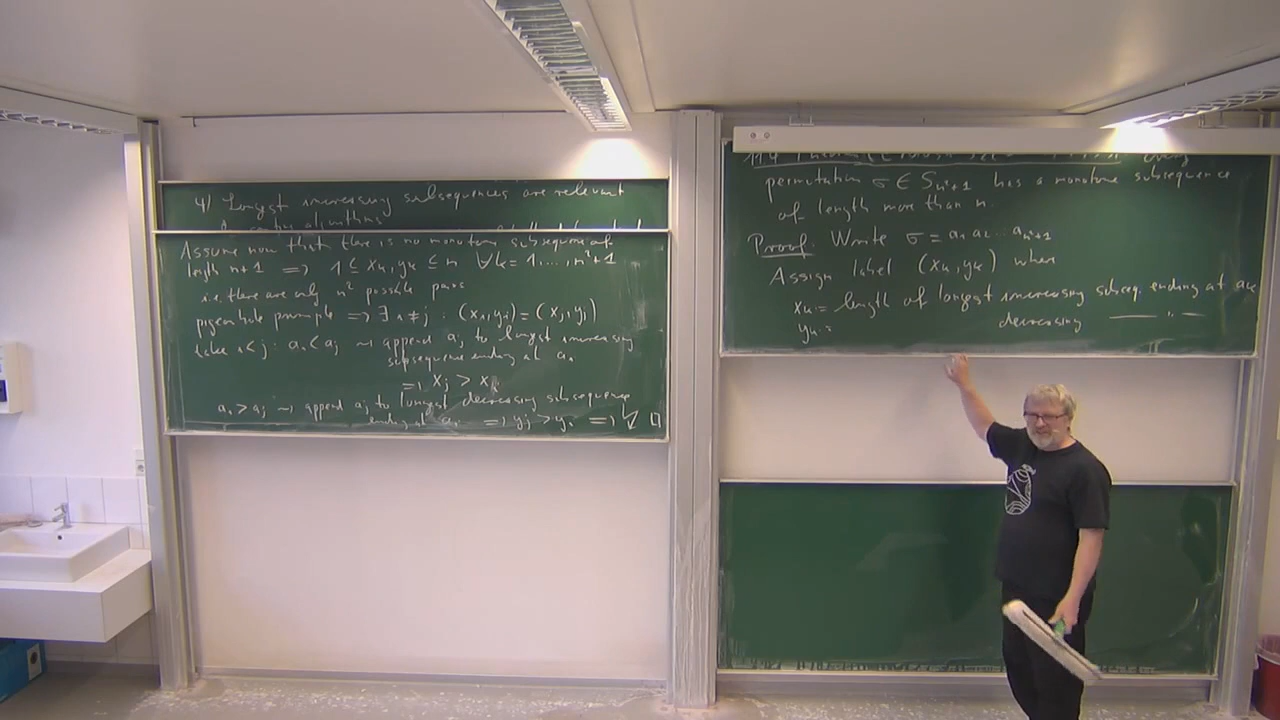 4) Longest increasing subsequences are relevant
algorithms
Assume now that there is no monotone subsequence of
length n+1 ⟹ 1 ≤ x_k, y_k ≤ n ∀k = 1, ..., n²+1
i.e. there are only n² possible pairs
pigeonhole principle ⟹ ∃ i ≠ j : (x_i, y_i) = (x_j, y_j)
Take i < j : a_i < a_j ⇝ append a_j to longest increasing
subsequence ending at a_i
⟹ x_j > x_i
a_i > a_j ⇝ append a_j to longest decreasing subsequence
ending at a_i ⟹ y_j > y_i ⟹ ↯ □
every
permutation σ ∈ S_{n²+1} has a monotone subsequence
of length more than n.
Proof. Write σ = a_1 a_2 ... a_{n²+1}
Assign label (x_k, y_k) where
x_k := length of longest increasing subseq. ending at a_k
y_k := decreasing —— " ——